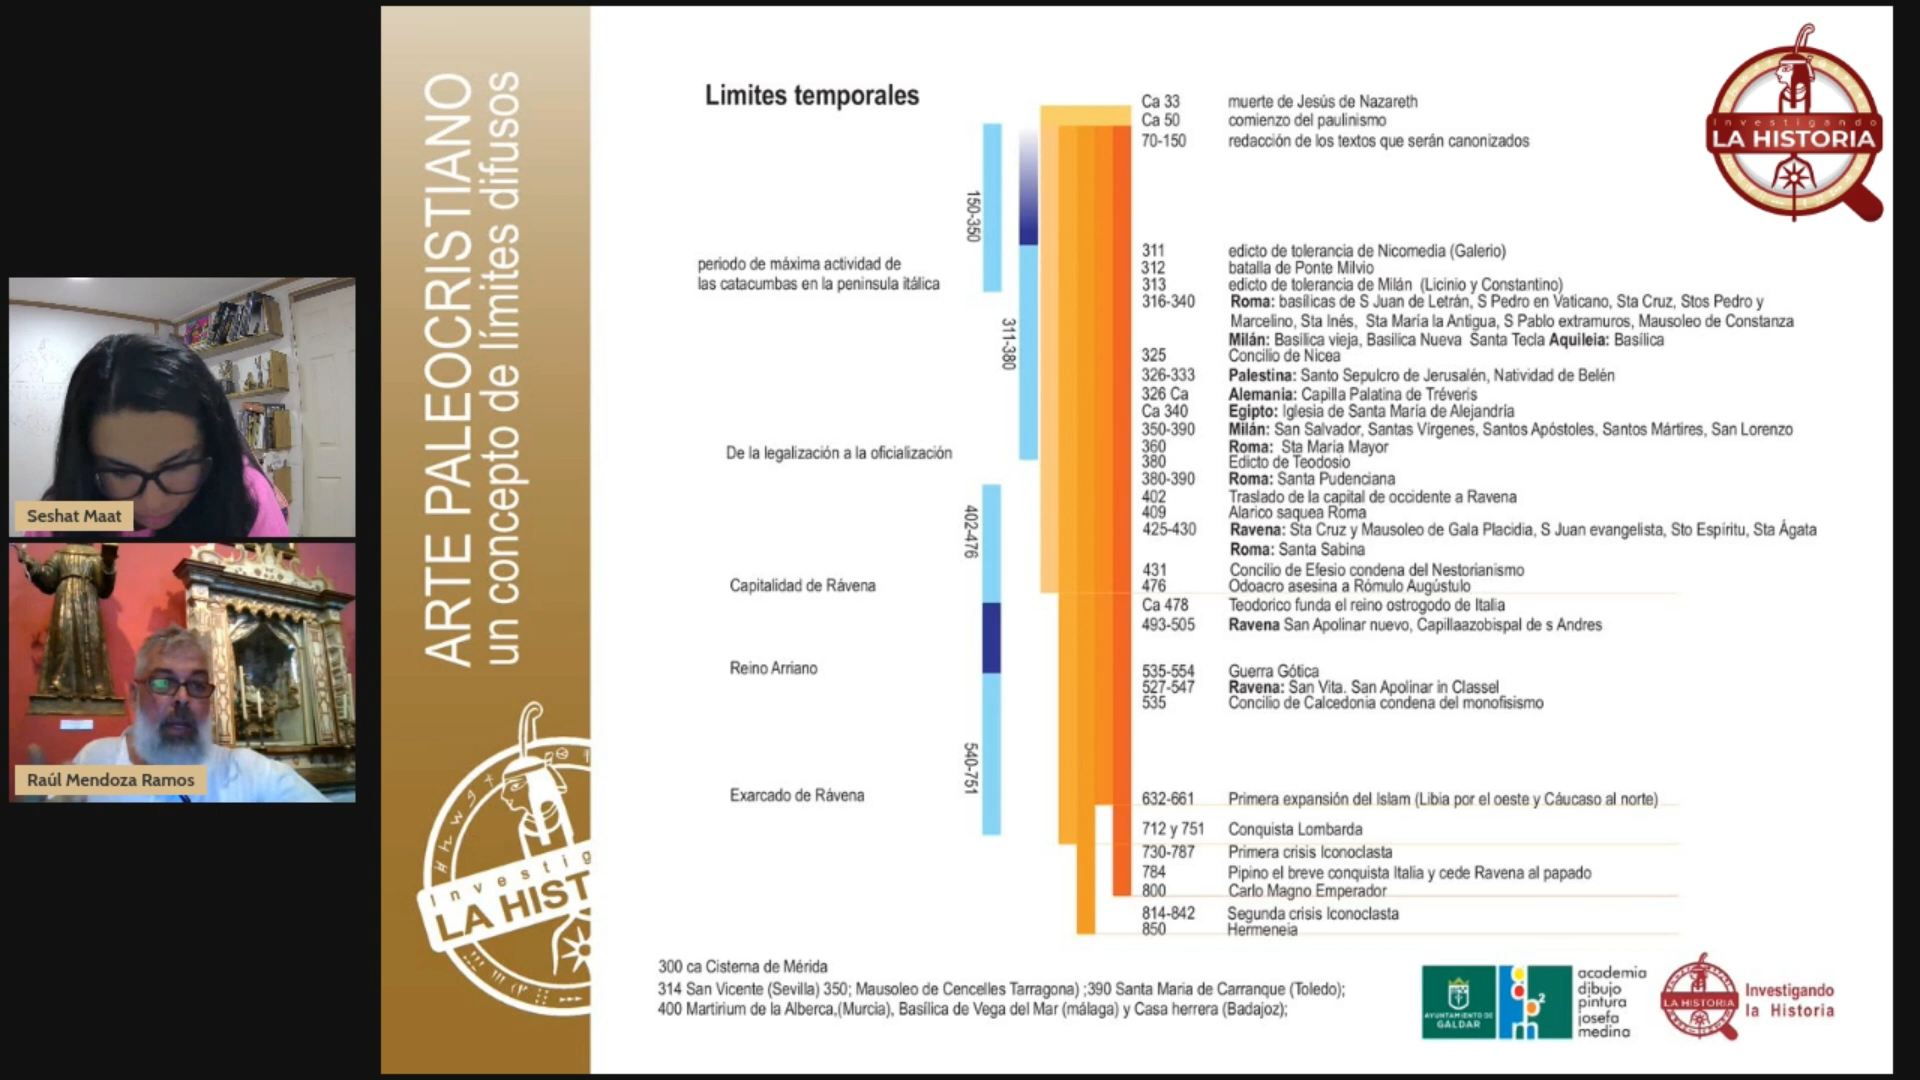 ARTE PALEOCRISTIANO
un concepto de límites difusos
Limites temporales
Investigando
LA HISTORIA
Ca 33 muerte de Jesús de Nazareth
Ca 50 comienzo del paulinismo
70-150 redacción de los textos que serán canonizados
150-350
periodo de máxima actividad de
las catacumbas en la peninsula itálica
311 edicto de tolerancia de Nicomedia (Galerio)
312 batalla de Ponte Milvio
313 edicto de tolerancia de Milán (Licinio y Constantino)
316-340 Roma: basílicas de S Juan de Letrán, S Pedro en Vaticano, Sta Cruz, Stos Pedro y
Marcelino, Sta Inés, Sta María la Antigua, S Pablo extramuros, Mausoleo de Constanza
Milán: Basílica vieja, Basilica Nueva Santa Tecla Aquileia: Basílica
311-380
325 Concilio de Nicea
326-333 Palestina: Santo Sepulcro de Jerusalén, Natividad de Belén
326 Ca Alemania: Capilla Palatina de Tréveris
Ca 340 Egipto: Iglesia de Santa María de Alejandría
350-390 Milán: San Salvador, Santas Vírgenes, Santos Apóstoles, Santos Mártires, San Lorenzo
360 Roma: Sta María Mayor
De la legalización a la oficialización
380 Edicto de Teodosio
380-390 Roma: Santa Pudenciana
402 Traslado de la capital de occidente a Ravena
409 Alarico saquea Roma
425-430 Ravena: Sta Cruz y Mausoleo de Gala Placidia, S Juan evangelista, Sto Espíritu, Sta Ágata
Roma: Santa Sabina
402-476
431 Concilio de Efesio condena del Nestorianismo
Capitalidad de Rávena
476 Odoacro asesina a Rómulo Augústulo
Ca 478 Teodorico funda el reino ostrogodo de Italia
493-505 Ravena San Apolinar nuevo, Capillaazobispal de s Andres
Reino Arriano
535-554 Guerra Gótica
527-547 Ravena: San Vita. San Apolinar in Classel
535 Concilio de Calcedonia condena del monofisismo
540-751
Exarcado de Rávena
632-661 Primera expansión del Islam (Libia por el oeste y Cáucaso al norte)
712 y 751 Conquista Lombarda
730-787 Primera crisis Iconoclasta
784 Pipino el breve conquista Italia y cede Ravena al papado
800 Carlo Magno Emperador
814-842 Segunda crisis Iconoclasta
850 Hermeneia
300 ca Cisterna de Mérida
314 San Vicente (Sevilla) 350; Mausoleo de Cencelles Tarragona) ;390 Santa Maria de Carranque (Toledo);
400 Martirium de la Alberca,(Murcia), Basílica de Vega del Mar (málaga) y Casa herrera (Badajoz);
Seshat Maat
Raúl Mendoza Ramos
Investig
LA HIST
AYUNTAMIENTO DE
GÁLDAR
academia
dibujo
pintura
josefa
medina
LA HISTORIA
Investigando
la Historia